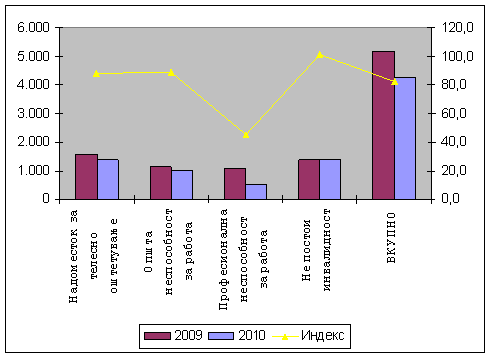 6.000
5.000
4.000
3.000
2.000
1.000
0
120,0
100,0
80,0
60,0
40,0
20,0
0,0
Надоместок за
телесно
оштетување
Општа
неспособност
за работа
Професионална
неспособност
за работа
Не постои
инвалидност
ВКУПНО
2009
2010
Индекс